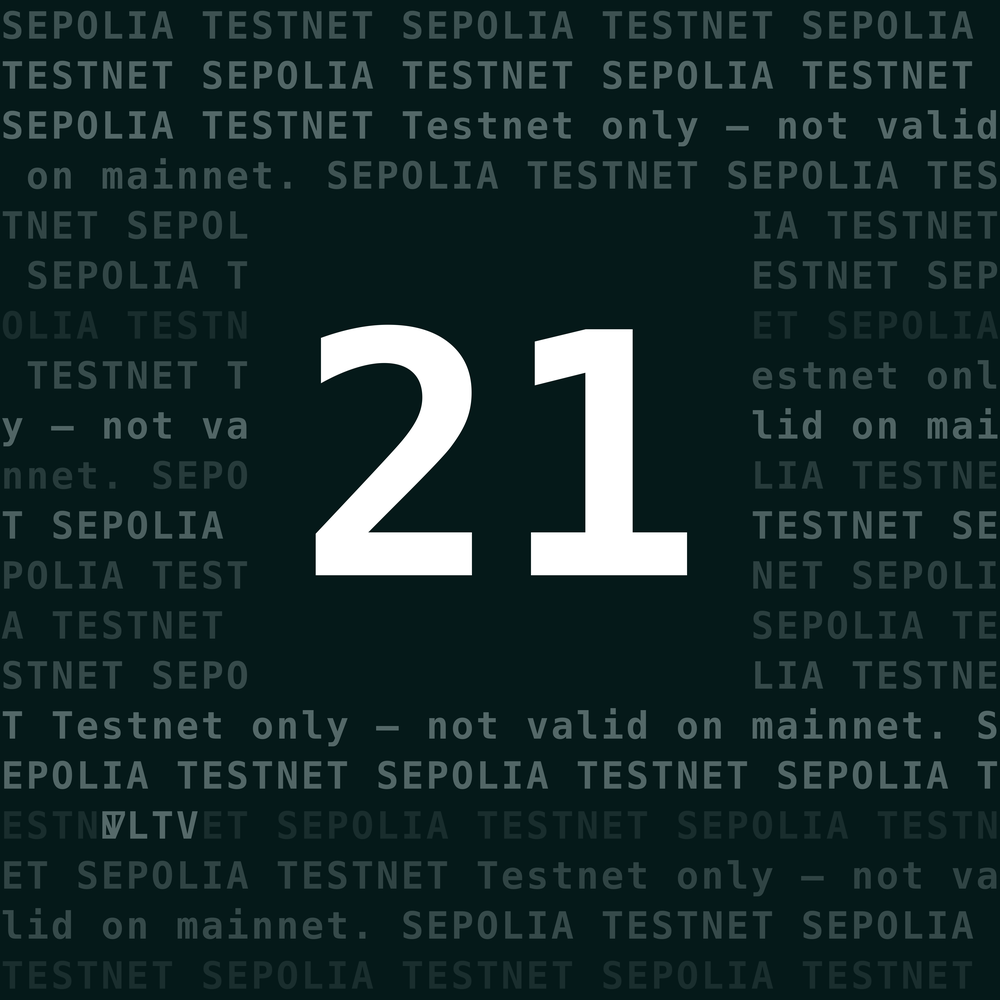 SEPOLIA TESTNET SEPOLIA TESTNET SEPOLIA
TESTNET SEPOLIA TESTNET SEPOLIA TESTNET
SEPOLIA TESTNET Testnet only — not valid
on mainnet. SEPOLIA TESTNET SEPOLIA TES
TNET SEPOL IA TESTNET
SEPOLIA T ESTNET SEP
OLIA TESTN ET SEPOLIA
TESTNET T estnet onl
y — not va lid on mai
21
nnet. SEPO LIA TESTNE
T SEPOLIA TESTNET SE
POLIA TEST NET SEPOLI
A TESTNET SEPOLIA TE
STNET SEPO LIA TESTNE
T Testnet only — not valid on mainnet. S
EPOLIA TESTNET SEPOLIA TESTNET SEPOLIA T
ESTN VLTV ET SEPOLIA TESTNET SEPOLIA TESTN
ET SEPOLIA TESTNET Testnet only — not va
lid on mainnet. SEPOLIA TESTNET SEPOLIA
TESTNET SEPOLIA TESTNET SEPOLIA TESTNET